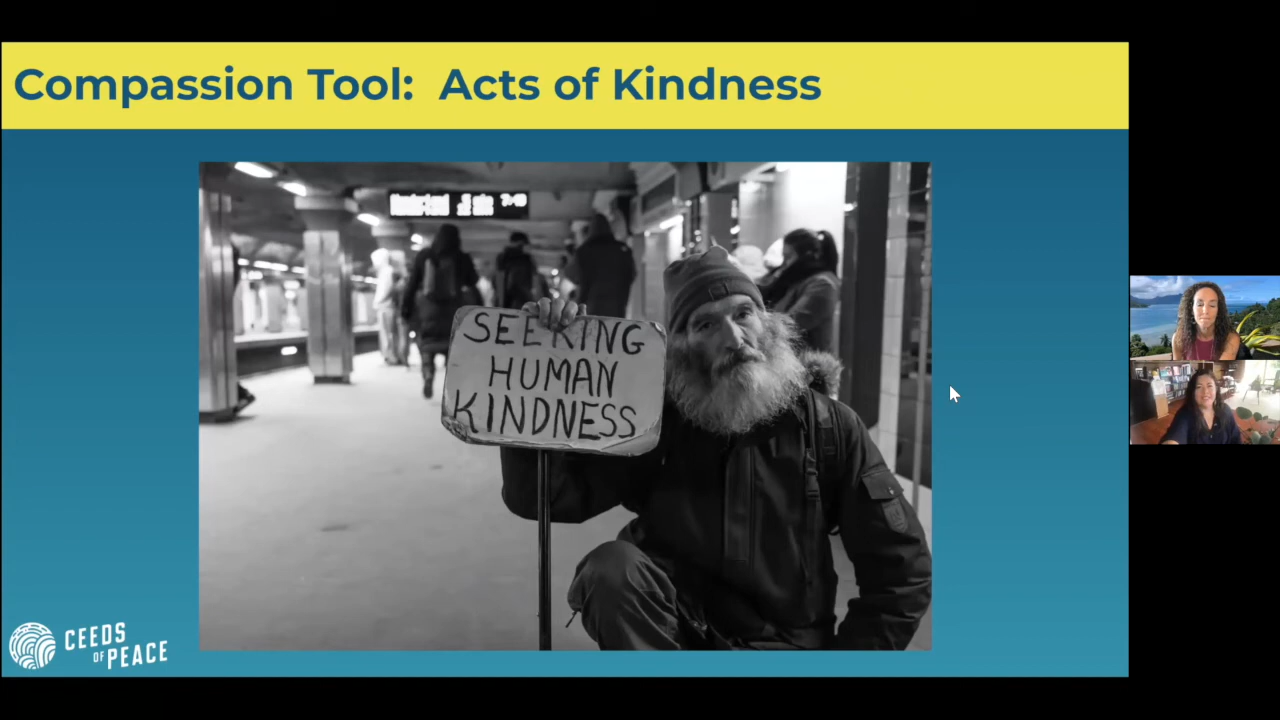 Compassion Tool:  Acts of Kindness
SEEKING
HUMAN
KINDNESS
CEEDS
OF PEACE